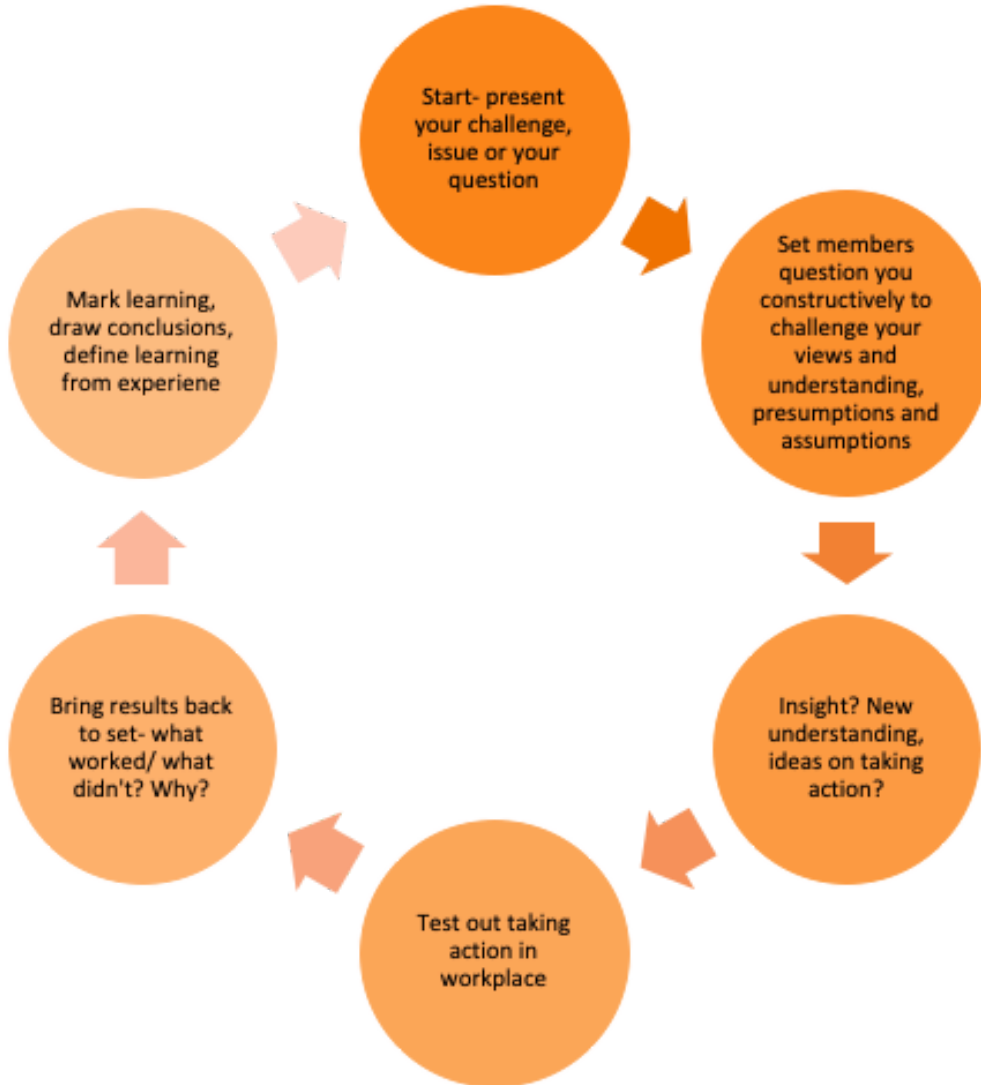 Start- present
your challenge,
issue or your
question
Set members
question you
constructively to
challenge your
views and
understanding,
presumptions and
assumptions
Insight? New
understanding,
ideas on taking
action?
Test out taking
action in
workplace
Bring results back
to set- what
worked/ what
didn't? Why?
Mark learning,
draw conclusions,
define learning
from experiene